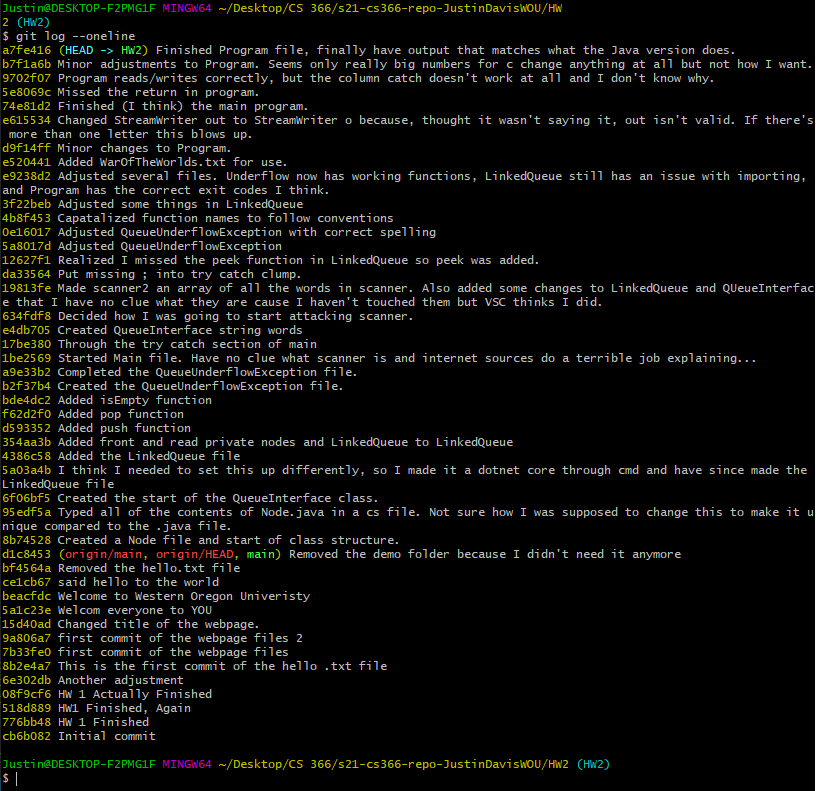 Justin@DESKTOP-F2PMG1F MINGW64 ~/Desktop/CS 366/s21-cs366-repo-JustinDavisWOU/HW
2 (HW2)
$ git log --oneline
a7fe416 (HEAD -> HW2) Finished Program file, finally have output that matches what the Java version does.
b7f1a6b Minor adjustments to Program. Seems only really big numbers for c change anything at all but not how I want.
9702f07 Program reads/writes correctly, but the column catch doesn't work at all and I don't know why.
5e8069c Missed the return in program.
74e81d2 Finished (I think) the main program.
e615534 Changed StreamWriter out to StreamWriter o because, thought it wasn't saying it, out isn't valid. If there's
 more than one letter this blows up.
d9f14ff Minor changes to Program.
e520441 Added WarOfTheWorlds.txt for use.
e9238d2 Adjusted several files. Underflow now has working functions, LinkedQueue still has an issue with importing,
and Program has the correct exit codes I think.
3f22beb Adjusted some things in LinkedQueue
4b8f453 Capatalized function names to follow conventions
0e16017 Adjusted QueueUnderflowException with correct spelling
5a8017d Adjusted QueueUnderflowException
12627f1 Realized I missed the peek function in LinkedQueue so peek was added.
da33564 Put missing ; into try catch clump.
19813fe Made scanner2 an array of all the words in scanner. Also added some changes to LinkedQueue and QUeueInterfac
e that I have no clue what they are cause I haven't touched them but VSC thinks I did.
634fdf8 Decided how I was going to start attacking scanner.
e4db705 Created QueueInterface string words
17be380 Through the try catch section of main
1be2569 Started Main file. Have no clue what scanner is and internet sources do a terrible job explaining...
a9e33b2 Completed the QueueUnderflowException file.
b2f37b4 Created the QueueUnderflowException file.
bde4dc2 Added isEmpty function
f62d2f0 Added pop function
d593352 Added push function
354aa3b Added front and read private nodes and LinkedQueue to LinkedQueue
4386c58 Added the LinkedQueue file
5a03a4b I think I needed to set this up differently, so I made it a dotnet core through cmd and have since made the
LinkedQueue file
6f06bf5 Created the start of the QueueInterface class.
95edf5a Typed all of the contents of Node.java in a cs file. Not sure how I was supposed to change this to make it u
nique compared to the .java file.
8b74528 Created a Node file and start of class structure.
d1c8453 (origin/main, origin/HEAD, main) Removed the demo folder because I didn't need it anymore
bf4564a Removed the hello.txt file
ce1cb67 said hello to the world
beacfdc Welcome to Western Oregon Univeristy
5a1c23e Welcom everyone to YOU
15d40ad Changed title of the webpage.
9a806a7 first commit of the webpage files 2
7b33fe0 first commit of the webpage files
8b2e4a7 This is the first commit of the hello .txt file
6e302db Another adjustment
08f9cf6 HW 1 Actually Finished
518d889 HW1 Finished, Again
776bb48 HW 1 Finished
cb6b082 Initial commit
Justin@DESKTOP-F2PMG1F MINGW64 ~/Desktop/CS 366/s21-cs366-repo-JustinDavisWOU/HW2 (HW2)
$